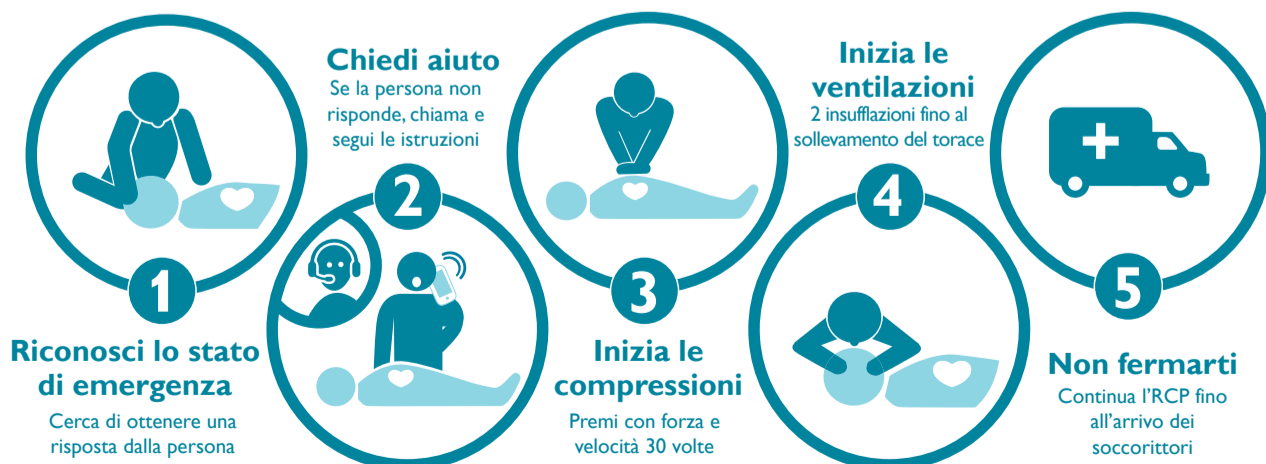 1
Riconosci lo stato
di emergenza
Cerca di ottenere una
risposta dalla persona
Chiedi aiuto
Se la persona non
risponde, chiama e
segui le istruzioni
2
3
Inizia le
compressioni
Premi con forza e
velocità 30 volte
Inizia le
ventilazioni
2 insufflazioni fino al
sollevamento del torace
4
5
Non fermarti
Continua l’RCP fino
all’arrivo dei
soccorittori